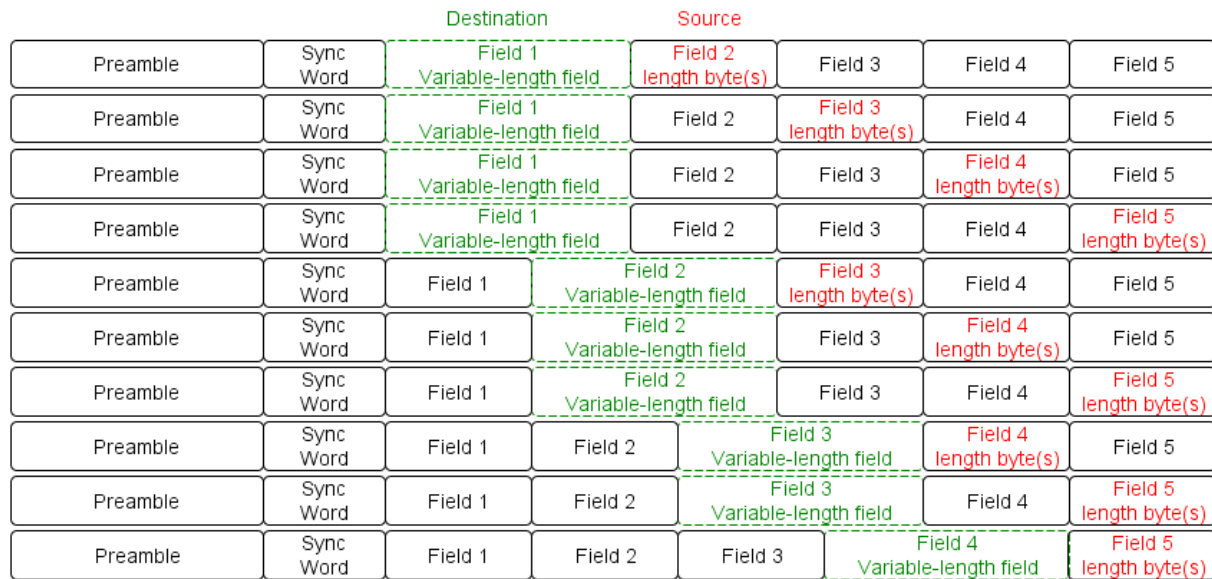 Destination Source
Preamble Sync Word Field 1 Variable-length field Field 2 length byte(s) Field 3 Field 4 Field 5
Preamble Sync Word Field 1 Variable-length field Field 2 Field 3 length byte(s) Field 4 Field 5
Preamble Sync Word Field 1 Variable-length field Field 2 Field 3 Field 4 length byte(s) Field 5
Preamble Sync Word Field 1 Variable-length field Field 2 Field 3 Field 4 Field 5 length byte(s)
Preamble Sync Word Field 1 Field 2 Variable-length field Field 3 length byte(s) Field 4 Field 5
Preamble Sync Word Field 1 Field 2 Variable-length field Field 3 Field 4 length byte(s) Field 5
Preamble Sync Word Field 1 Field 2 Variable-length field Field 3 Field 4 Field 5 length byte(s)
Preamble Sync Word Field 1 Field 2 Field 3 Variable-length field Field 4 length byte(s) Field 5
Preamble Sync Word Field 1 Field 2 Field 3 Variable-length field Field 4 Field 5 length byte(s)
Preamble Sync Word Field 1 Field 2 Field 3 Field 4 Variable-length field Field 5 length byte(s)